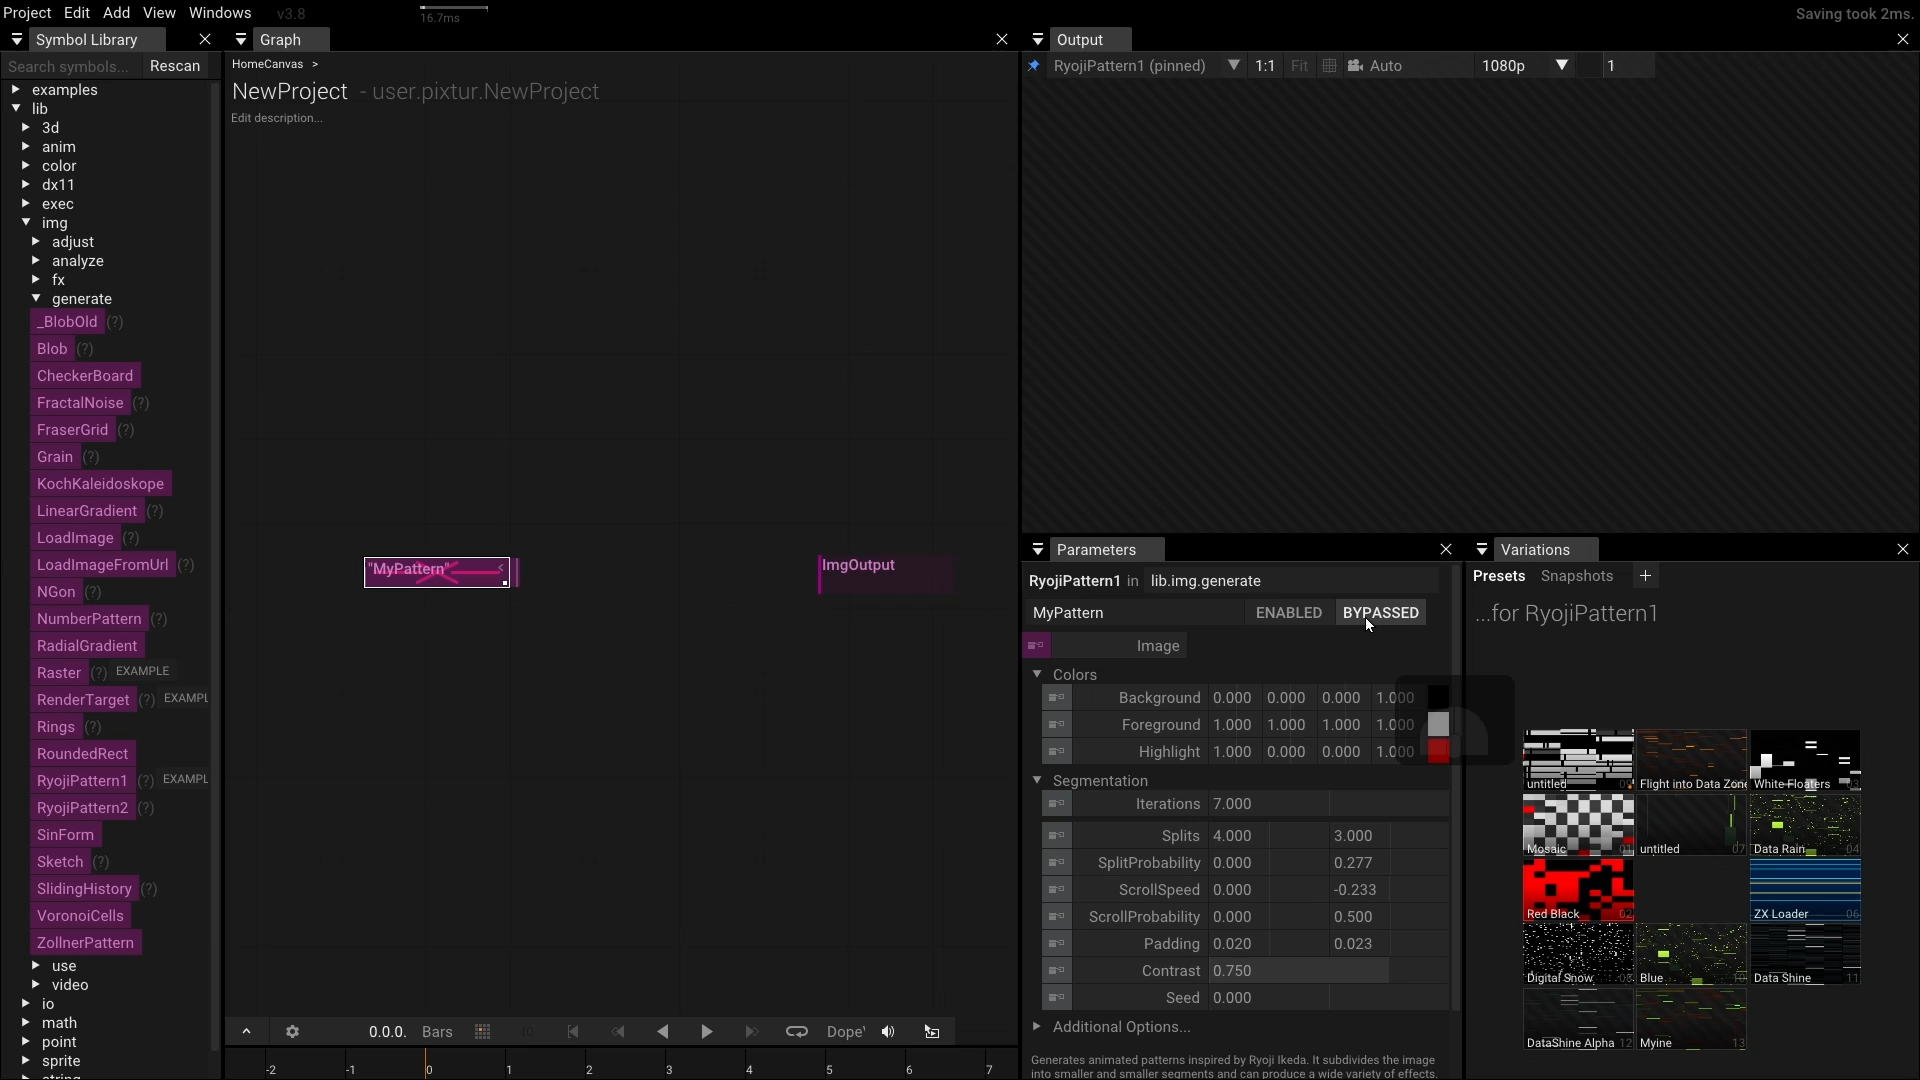 Project Edit Add View Windows v3.8 16.7ms Saving took 2ms.
Symbol Library
Search symbols... Rescan
examples
lib
3d
anim
color
dx11
exec
img
adjust
analyze
fx
generate
_BlobOld (?)
Blob (?)
CheckerBoard
FractalNoise (?)
FraserGrid (?)
Grain (?)
KochKaleidoskope
LinearGradient (?)
LoadImage (?)
LoadImageFromUrl (?)
NGon (?)
NumberPattern (?)
RadialGradient
Raster (?) EXAMPLE
RenderTarget (?) EXAMPL
Rings (?)
RoundedRect
RyojiPattern1 (?) EXAMPL
RyojiPattern2 (?)
SinForm
Sketch (?)
SlidingHistory (?)
VoronoiCells
ZollnerPattern
use
video
io
math
point
sprite
Graph
HomeCanvas >
NewProject - user.pixtur.NewProject
Edit description...
"MyPattern" <
ImgOutput
0.0.0. Bars Dope'
-2 -1 0 1 2 3 4 5 6 7
Output
RyojiPattern1 (pinned) 1:1 Fit Auto 1080p 1
Parameters
RyojiPattern1 in lib.img.generate
MyPattern ENABLED BYPASSED
Image
Colors
Background 0.000 0.000 0.000 1.000
Foreground 1.000 1.000 1.000 1.000
Highlight 1.000 0.000 0.000 1.000
Segmentation
Iterations 7.000
Splits 4.000 3.000
SplitProbability 0.000 0.277
ScrollSpeed 0.000 -0.233
ScrollProbability 0.000 0.500
Padding 0.020 0.023
Contrast 0.750
Seed 0.000
Additional Options...
Generates animated patterns inspired by Ryoji Ikeda. It subdivides the image
into smaller and smaller segments and can produce a wide variety of effects.
Variations
Presets Snapshots +
...for RyojiPattern1
untitled Flight into Data Zone White Floaters
Mosaic 01 untitled 07 Data Rain 04
Red Black 02 ZX Loader 06
Digital Snow Blue 10 Data Shine 11
DataShine Alpha 12 Myine 13